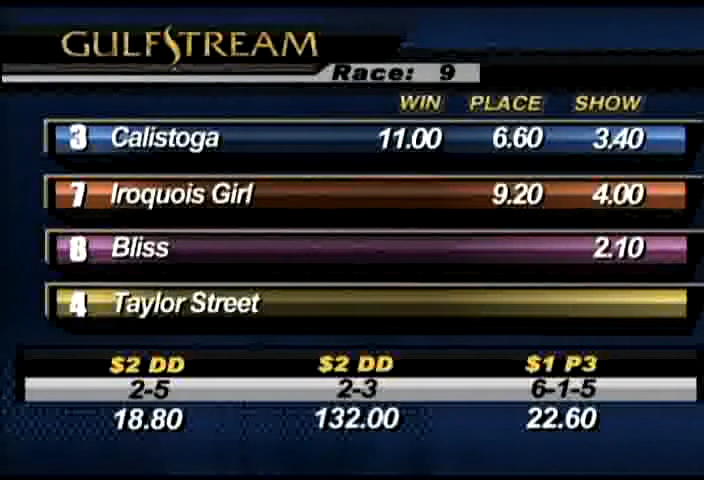 GULFSTREAM
Race: 9
WIN PLACE SHOW
3 Calistoga 11.00 6.60 3.40
7 Iroquois Girl 9.20 4.00
8 Bliss 2.10
4 Taylor Street
$2 DD $2 DD $1 P3
2-5 2-3 6-1-5
18.80 132.00 22.60